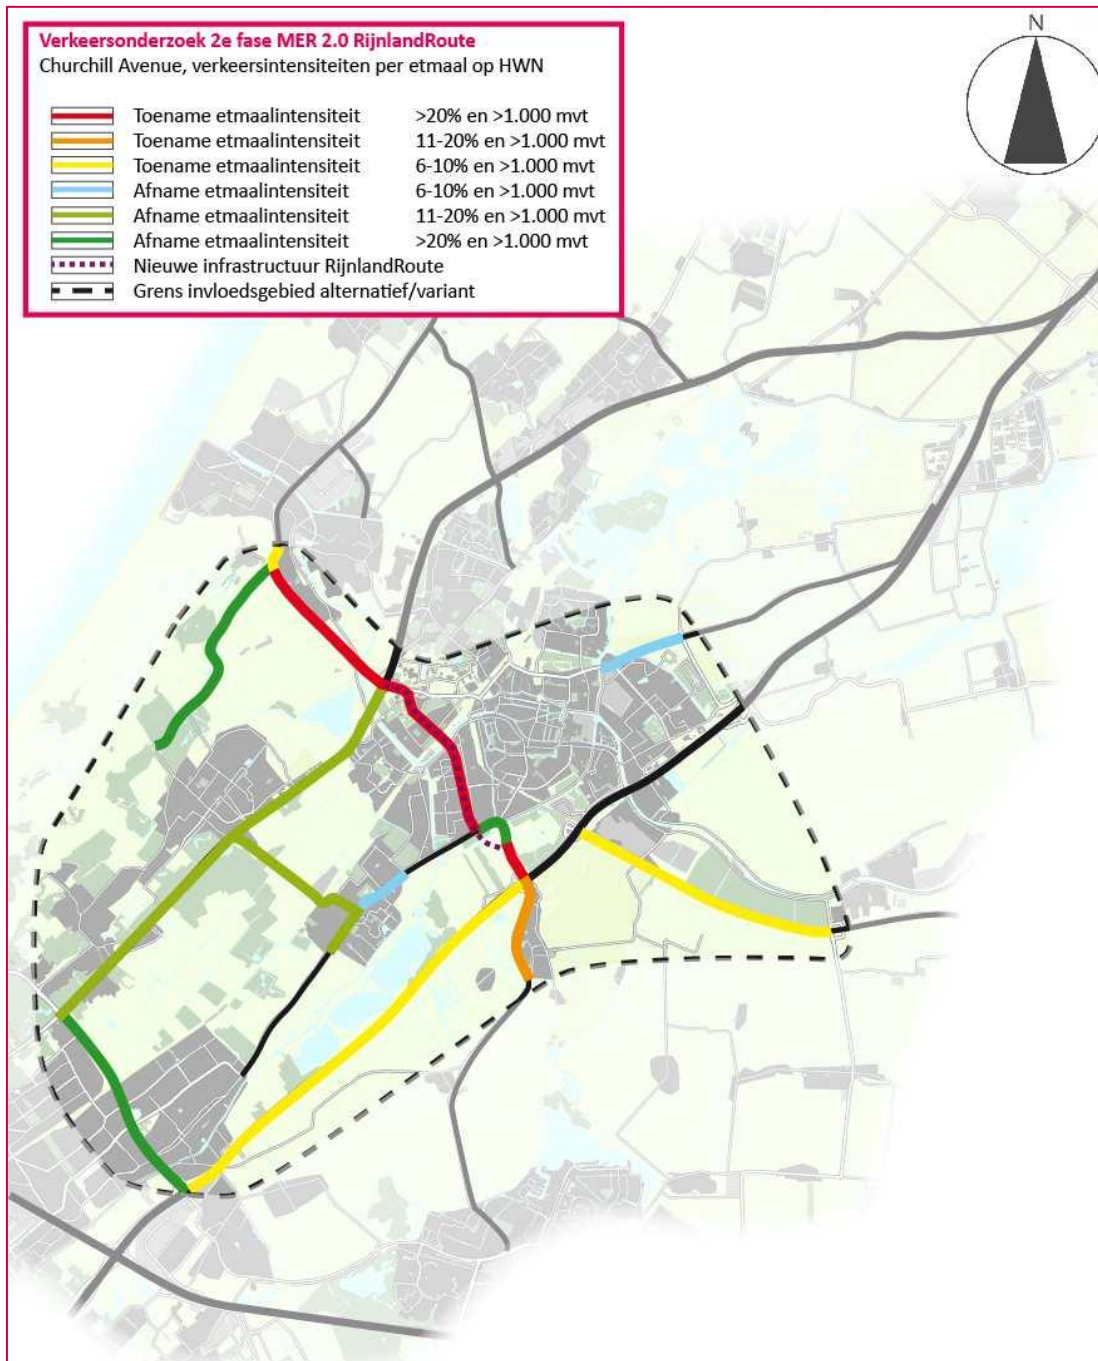 Verkeersonderzoek 2e fase MER 2.0 RijnlandRoute
Churchill Avenue, verkeersintensiteiten per etmaal op HWN
Toename etmaalintensiteit >20% en >1.000 mvt
Toename etmaalintensiteit 11-20% en >1.000 mvt
Toename etmaalintensiteit 6-10% en >1.000 mvt
Afname etmaalintensiteit 6-10% en >1.000 mvt
Afname etmaalintensiteit 11-20% en >1.000 mvt
Afname etmaalintensiteit >20% en >1.000 mvt
Nieuwe infrastructuur RijnlandRoute
Grens invloedsgebied alternatief/variant
N